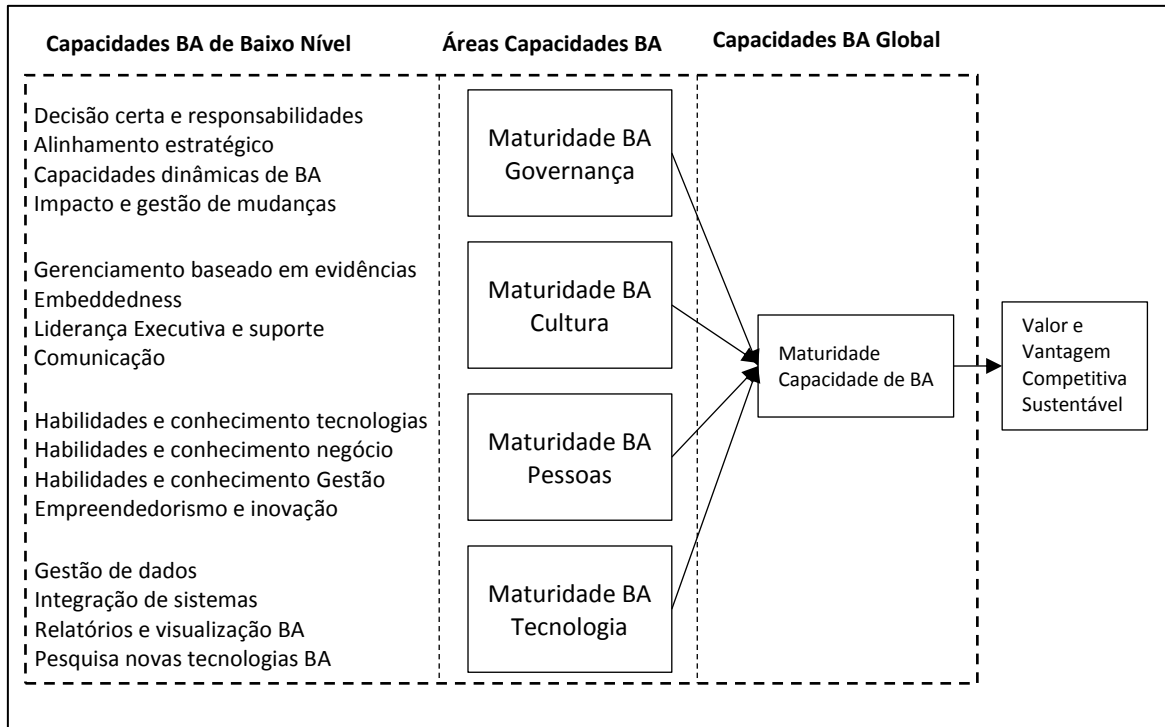 Capacidades BA de Baixo Nível
Áreas Capacidades BA
Capacidades BA Global
Decisão certa e responsabilidades
Alinhamento estratégico
Capacidades dinâmicas de BA
Impacto e gestão de mudanças
Maturidade BA
Governança
Gerenciamento baseado em evidências
Embeddedness
Liderança Executiva e suporte
Comunicação
Maturidade BA
Cultura
Habilidades e conhecimento tecnologias
Habilidades e conhecimento negócio
Habilidades e conhecimento Gestão
Empreendedorismo e inovação
Maturidade BA
Pessoas
Gestão de dados
Integração de sistemas
Relatórios e visualização BA
Pesquisa novas tecnologias BA
Maturidade BA
Tecnologia
Maturidade
Capacidade de BA
Valor e
Vantagem
Competitiva
Sustentável